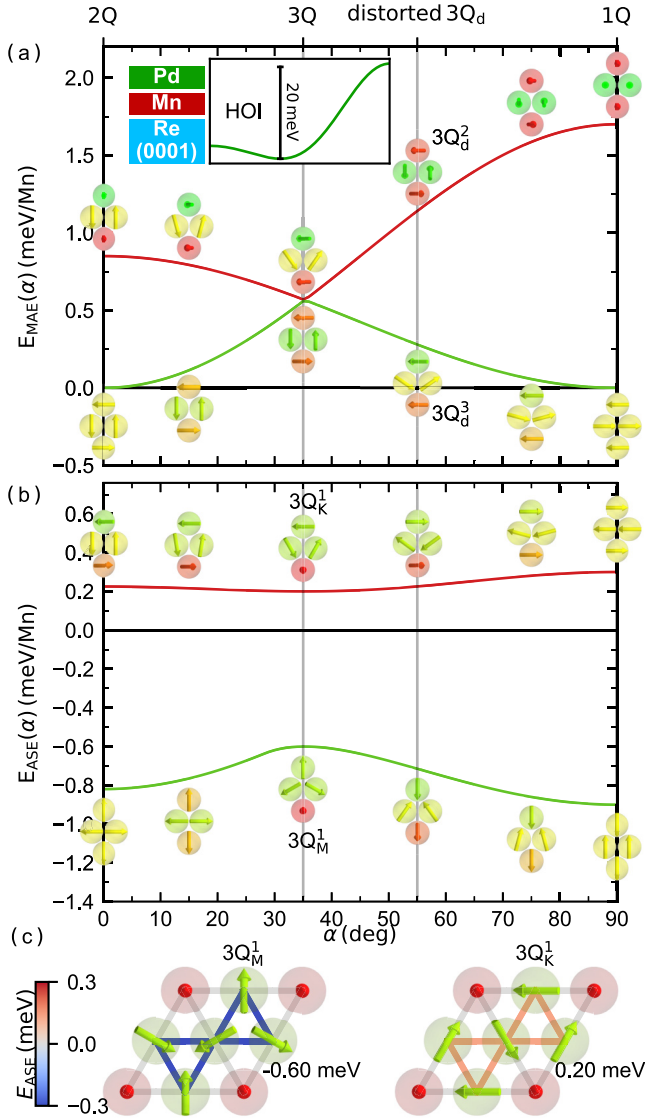 2Q 3Q distorted 3Q_d 1Q
(a)
Pd
Mn
Re
(0001)
HOI
20 meV
3Q_d^2
3Q_d^3
E_MAE(α) (meV/Mn)
2.0
1.5
1.0
0.5
0.0
−0.5
(b)
3Q_K^1
3Q_M^1
E_ASE(α) (meV/Mn)
0.6
0.4
0.2
0.0
−0.2
−0.4
−0.6
−0.8
−1.0
−1.2
−1.4
0 10 20 30 40 50 60 70 80 90
α (deg)
(c)
3Q_M^1 3Q_K^1
E_ASE (meV)
0.3
0.0
−0.3
-0.60 meV
0.20 meV